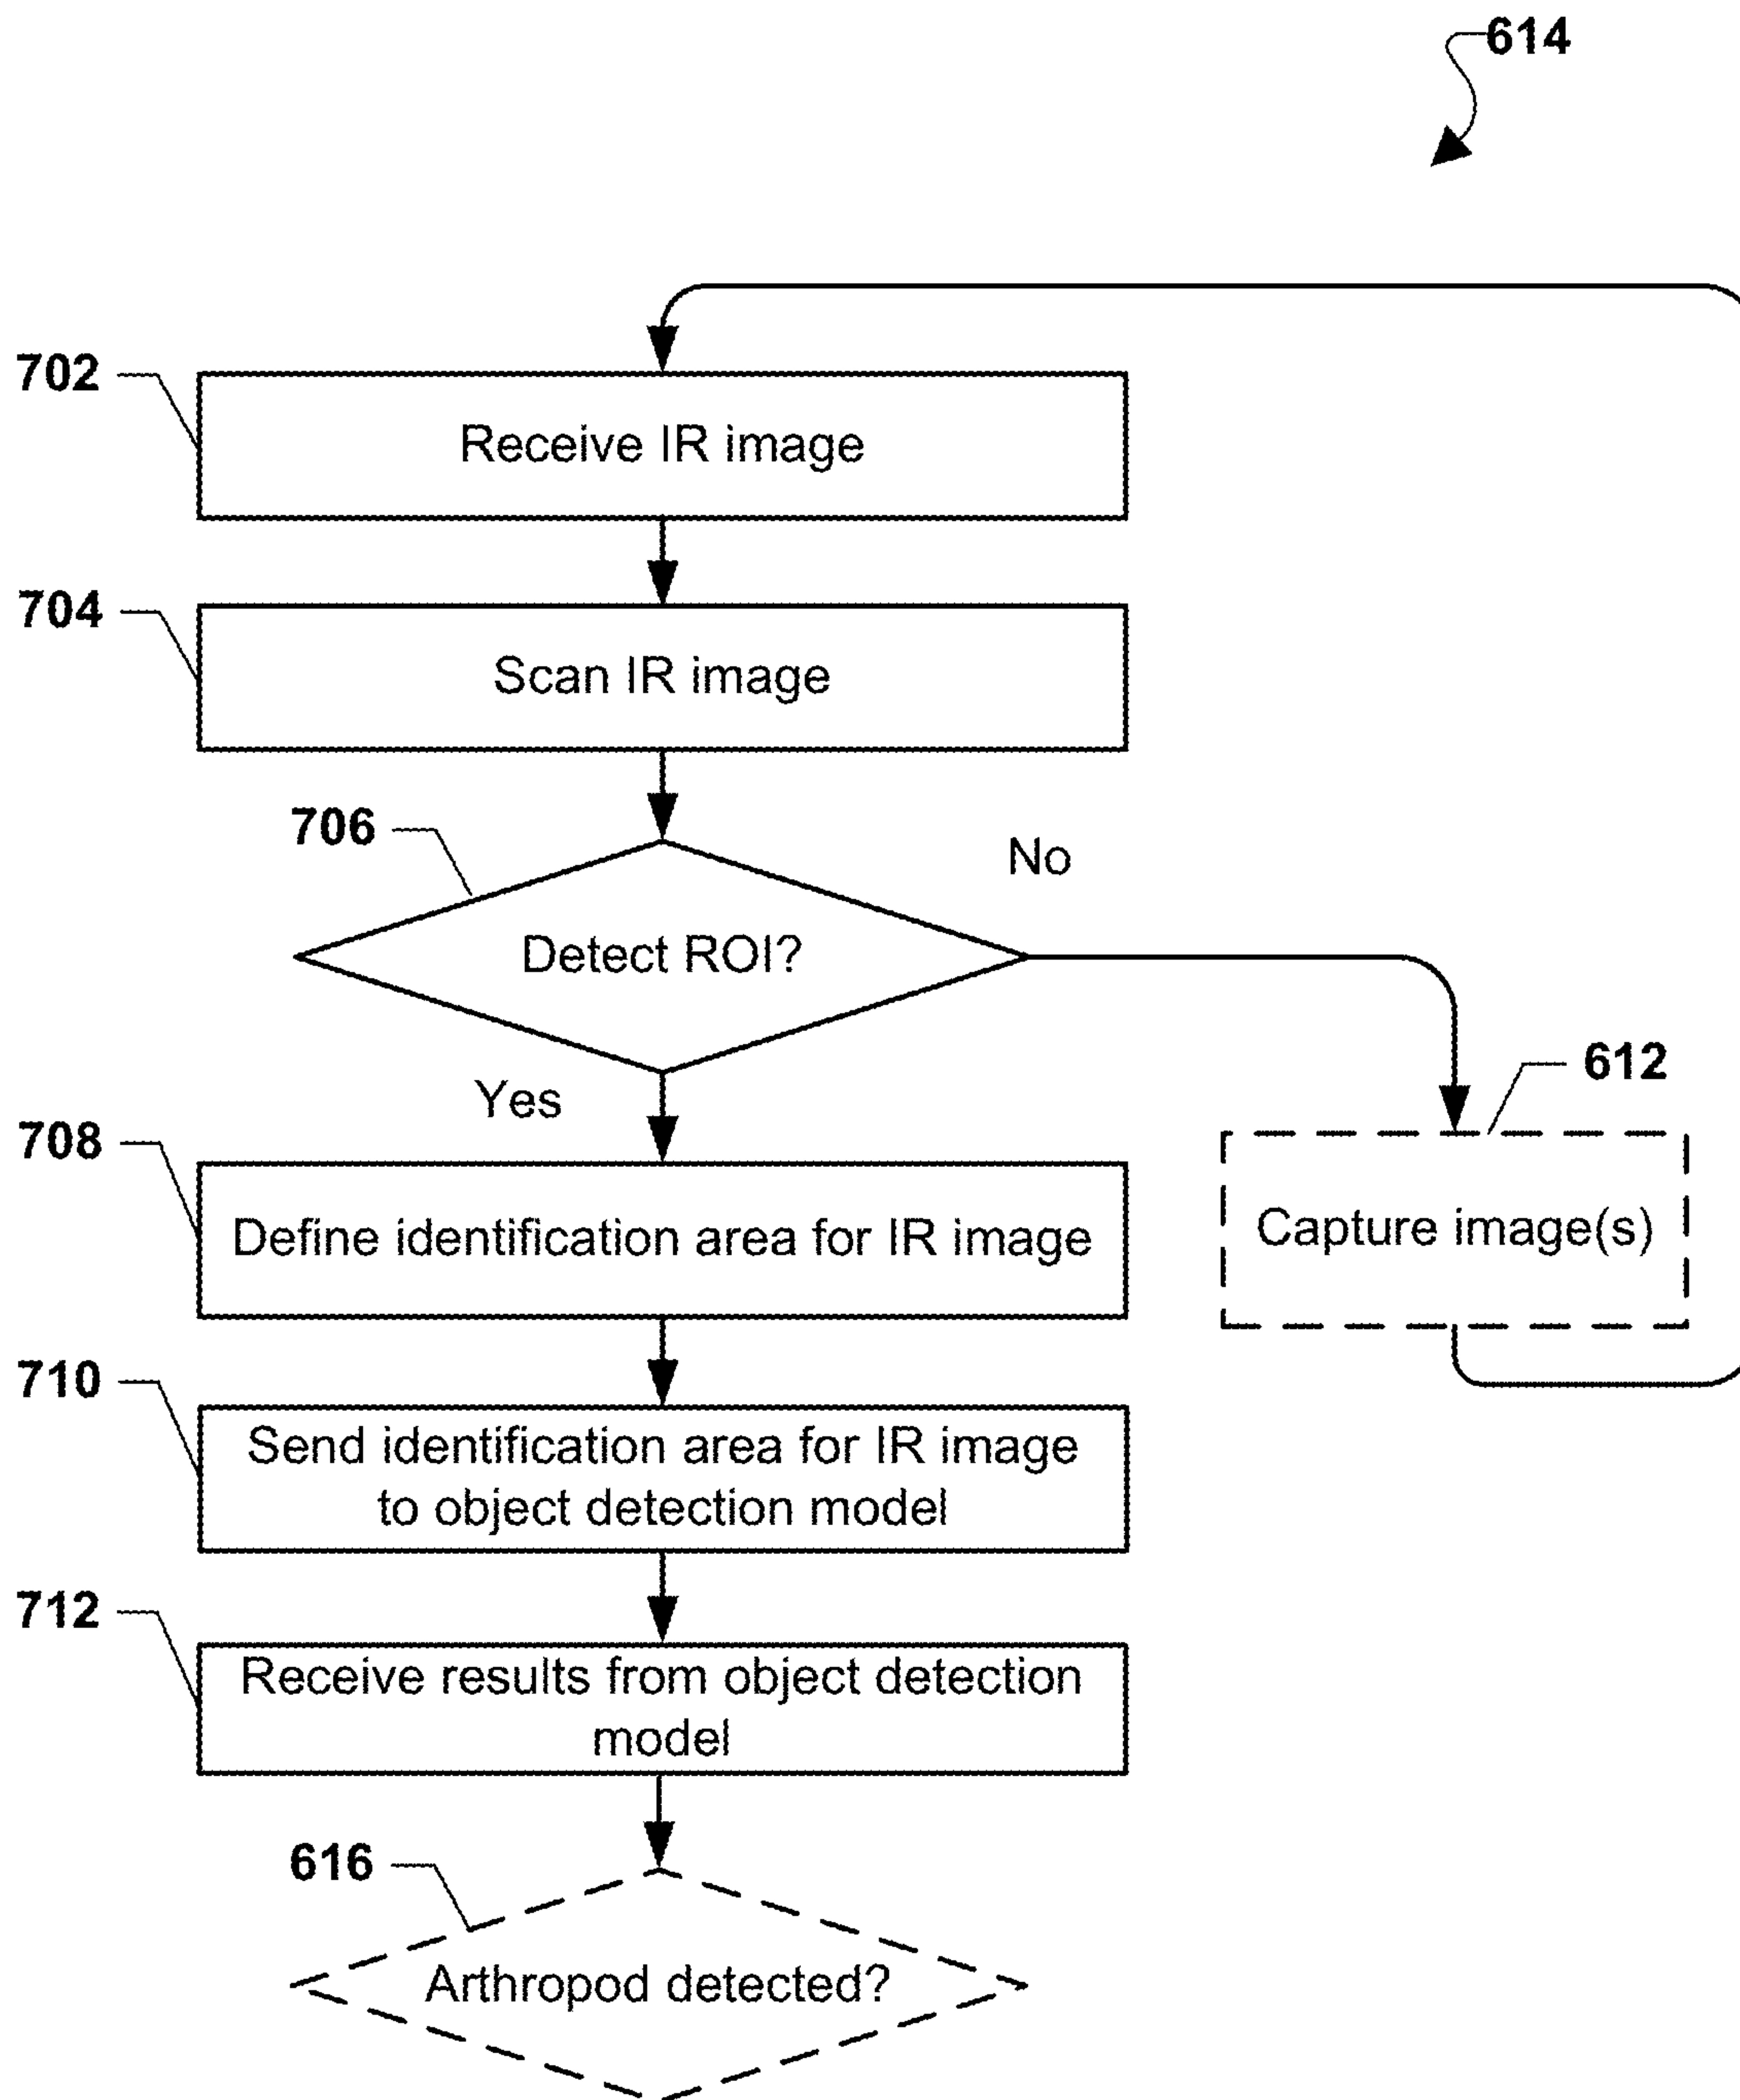 614
702
Receive IR image
704
Scan IR image
706
No
Detect ROI?
Yes
612
Capture image(s)
708
Define identification area for IR image
710
Send identification area for IR image
to object detection model
712
Receive results from object detection
model
616
Arthropod detected?